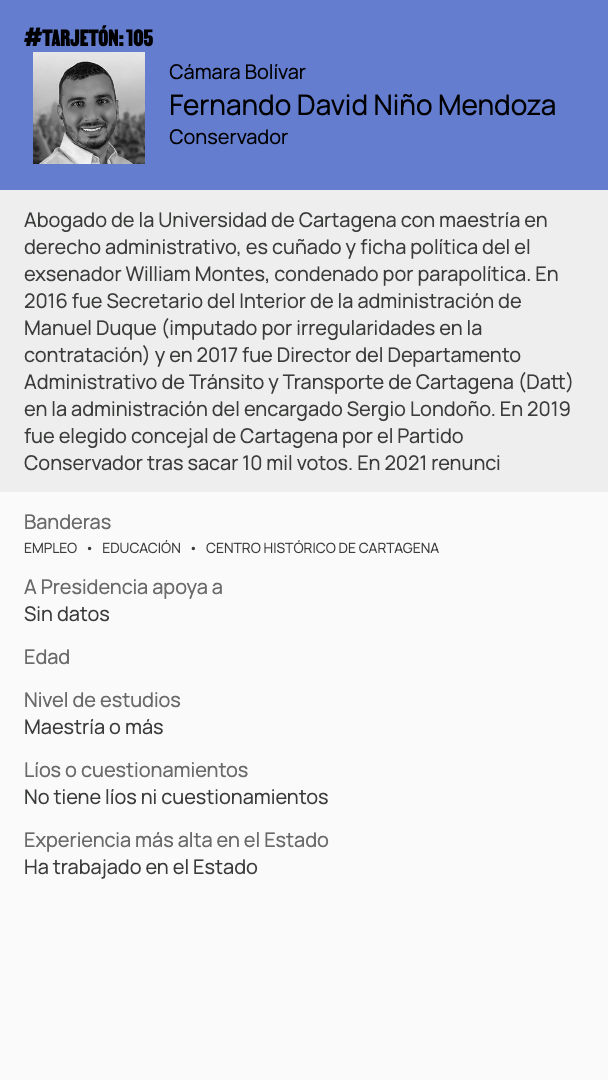 #TARJETÓN: 105
Cámara Bolívar
Fernando David Niño Mendoza
Conservador
Abogado de la Universidad de Cartagena con maestría en
derecho administrativo, es cuñado y ficha política del el
exsenador William Montes, condenado por parapolítica. En
2016 fue Secretario del Interior de la administración de
Manuel Duque (imputado por irregularidades en la
contratación) y en 2017 fue Director del Departamento
Administrativo de Tránsito y Transporte de Cartagena (Datt)
en la administración del encargado Sergio Londoño. En 2019
fue elegido concejal de Cartagena por el Partido
Conservador tras sacar 10 mil votos. En 2021 renunci
Banderas
EMPLEO • EDUCACIÓN • CENTRO HISTÓRICO DE CARTAGENA
A Presidencia apoya a
Sin datos
Edad
Nivel de estudios
Maestría o más
Líos o cuestionamientos
No tiene líos ni cuestionamientos
Experiencia más alta en el Estado
Ha trabajado en el Estado